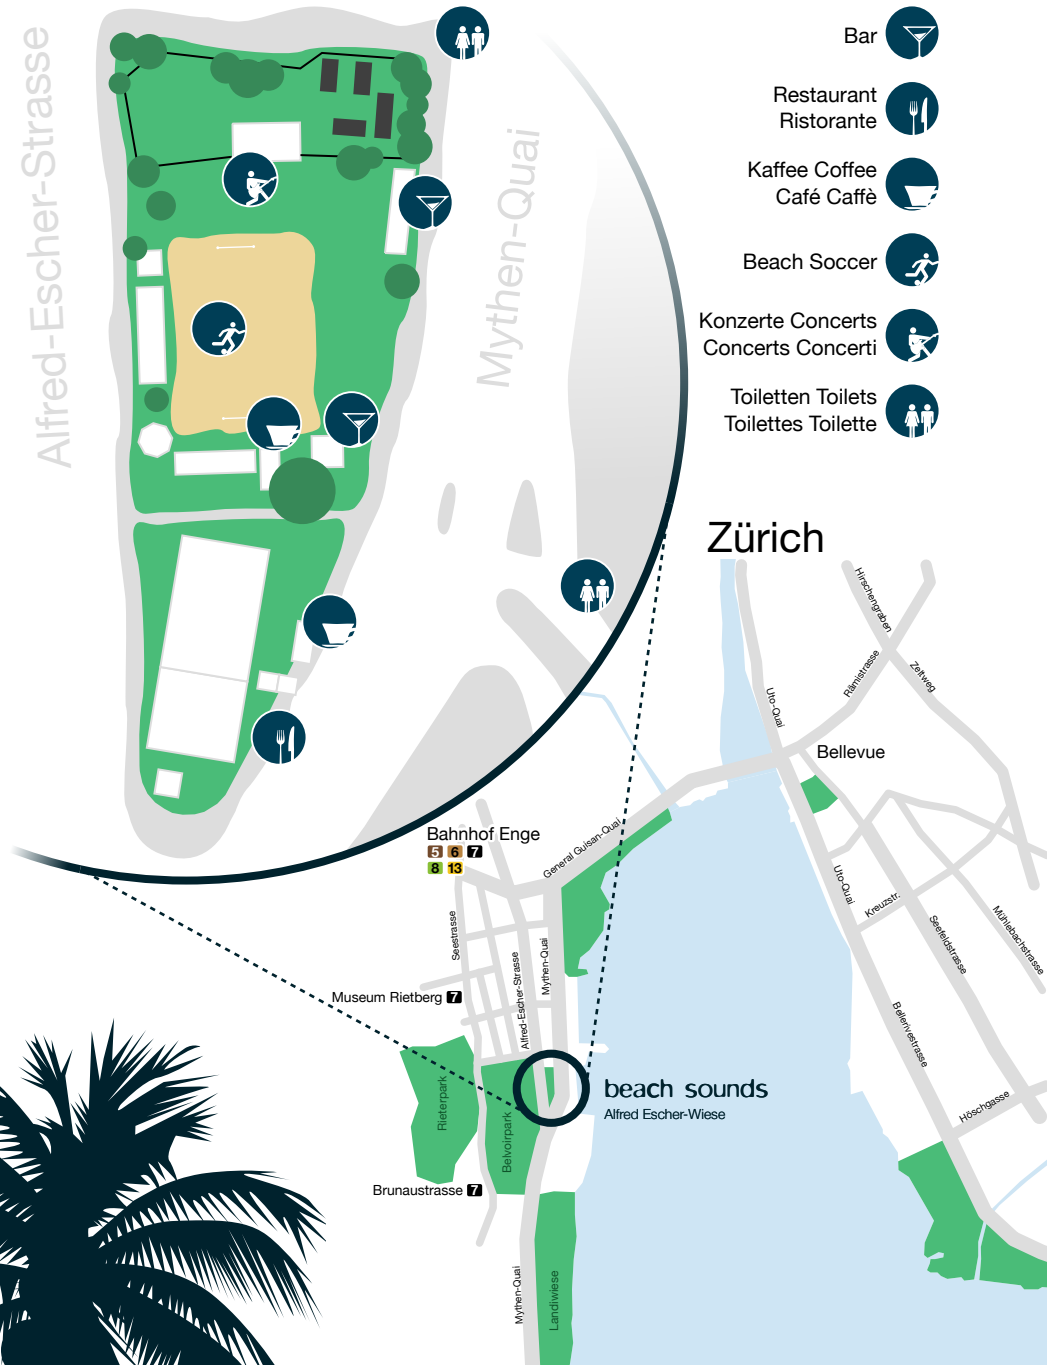 Alfred-Escher-Strasse
Mythen-Quai
Bar
Restaurant
Ristorante
Kaffee Coffee
Café Caffè
Beach Soccer
Konzerte Concerts
Concerts Concerti
Toiletten Toilets
Toilettes Toilette
Zürich
Hirschengraben
Rämistrasse
Zeltweg
Uto-Quai
Bellevue
Bahnhof Enge
5 6 7
8 13
General Guisan-Quai
Uto-Quai
Kreuzstr.
Seefeldstrasse
Mühlebachstrasse
Seestrasse
Alfred-Escher-Strasse
Mythen-Quai
Museum Rietberg 7
Bellerivestrasse
Höschgasse
Rieterpark
Belvoirpark
beach sounds
Alfred Escher-Wiese
Brunaustrasse 7
Mythen-Quai
Landiwiese